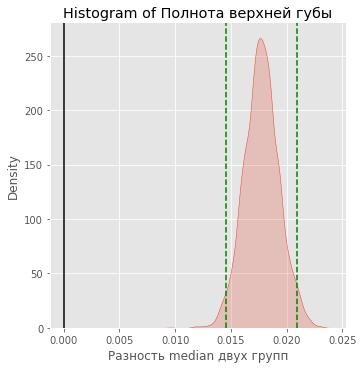 Histogram of Полнота верхней губы
250
200
150
100
50
0
Density
0.000 0.005 0.010 0.015 0.020 0.025
Разность median двух групп